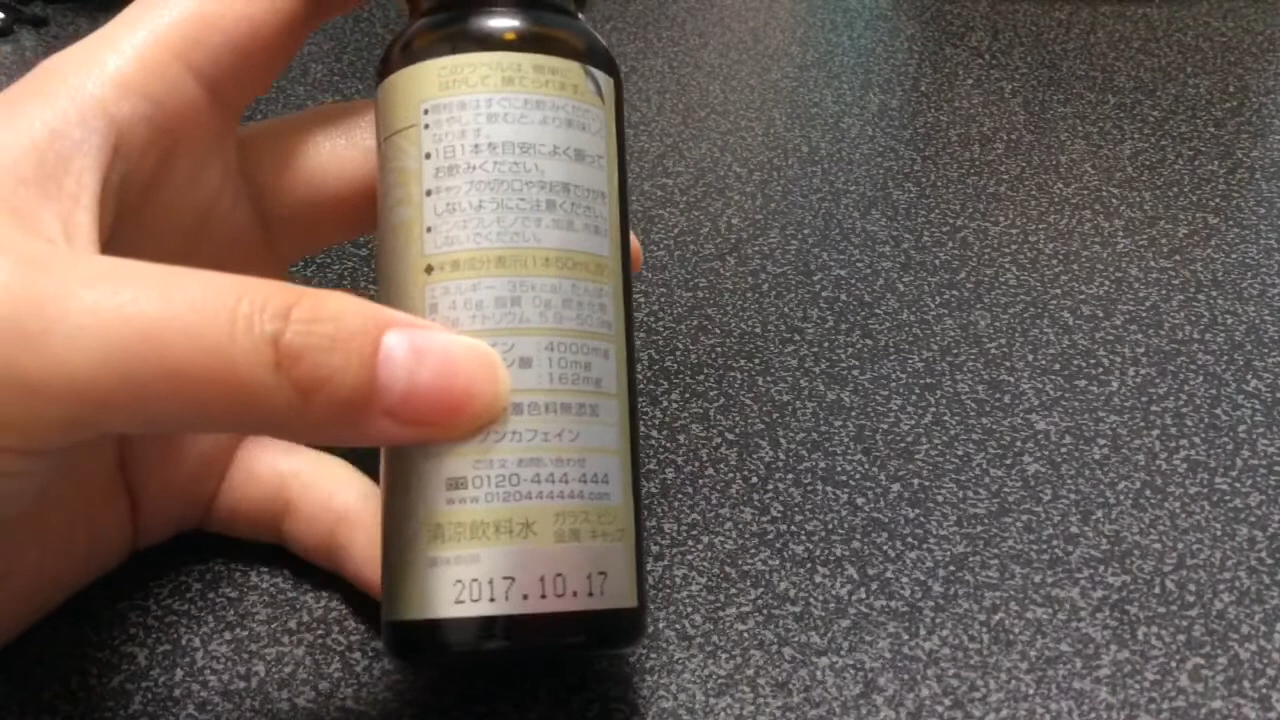 このラベルは、簡単に
はがして、捨てられます。
●開栓後はすぐにお飲みください。
●冷やして飲むと、より美味しく
なります。
●1日1本を目安によく振って
お飲みください。
●キャップの切り口や突起等でけがを
しないようにご注意ください。
●ビンはワレモノです。加温、冷凍は
しないでください。
◆栄養成分表示(1本50mL
エネルギー 35kcal、たんぱく
質 4.6g、脂質 0g、炭水化物
g、ナトリウム 5.9~50.
:4000mg
酸 :10mg
:162mg
着色料無添加
ノンカフェイン
ご注文・お問い合わせ
0120-444-444
www.0120444444.com
清涼飲料水
ガラス:ビン
金属:キャップ
2017.10.17